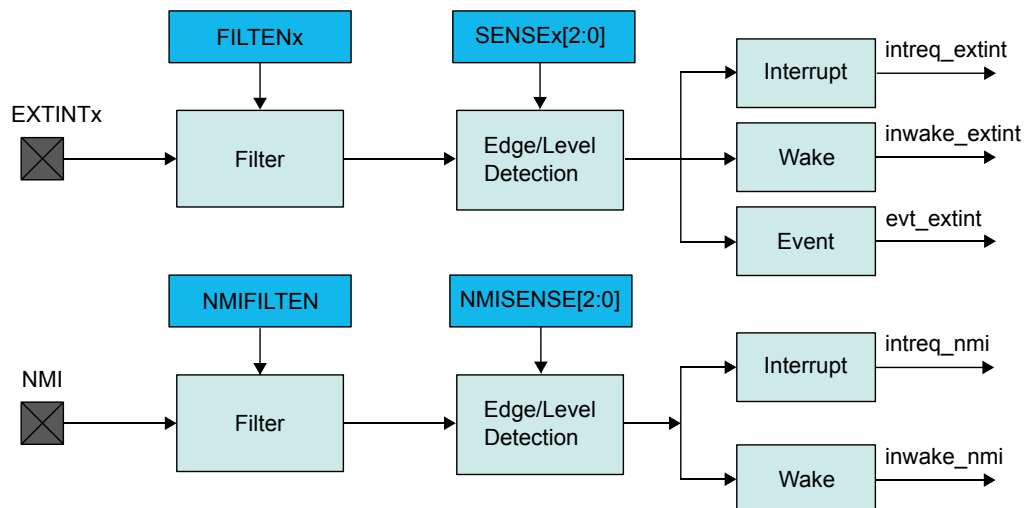 FILTENx
SENSEx[2:0]
intreq_extint
Interrupt
EXTINTx
inwake_extint
Filter
Edge/Level
Detection
Wake
evt_extint
Event
NMIFILTEN
NMISENSE[2:0]
intreq_nmi
Interrupt
NMI
Filter
Edge/Level
Detection
inwake_nmi
Wake